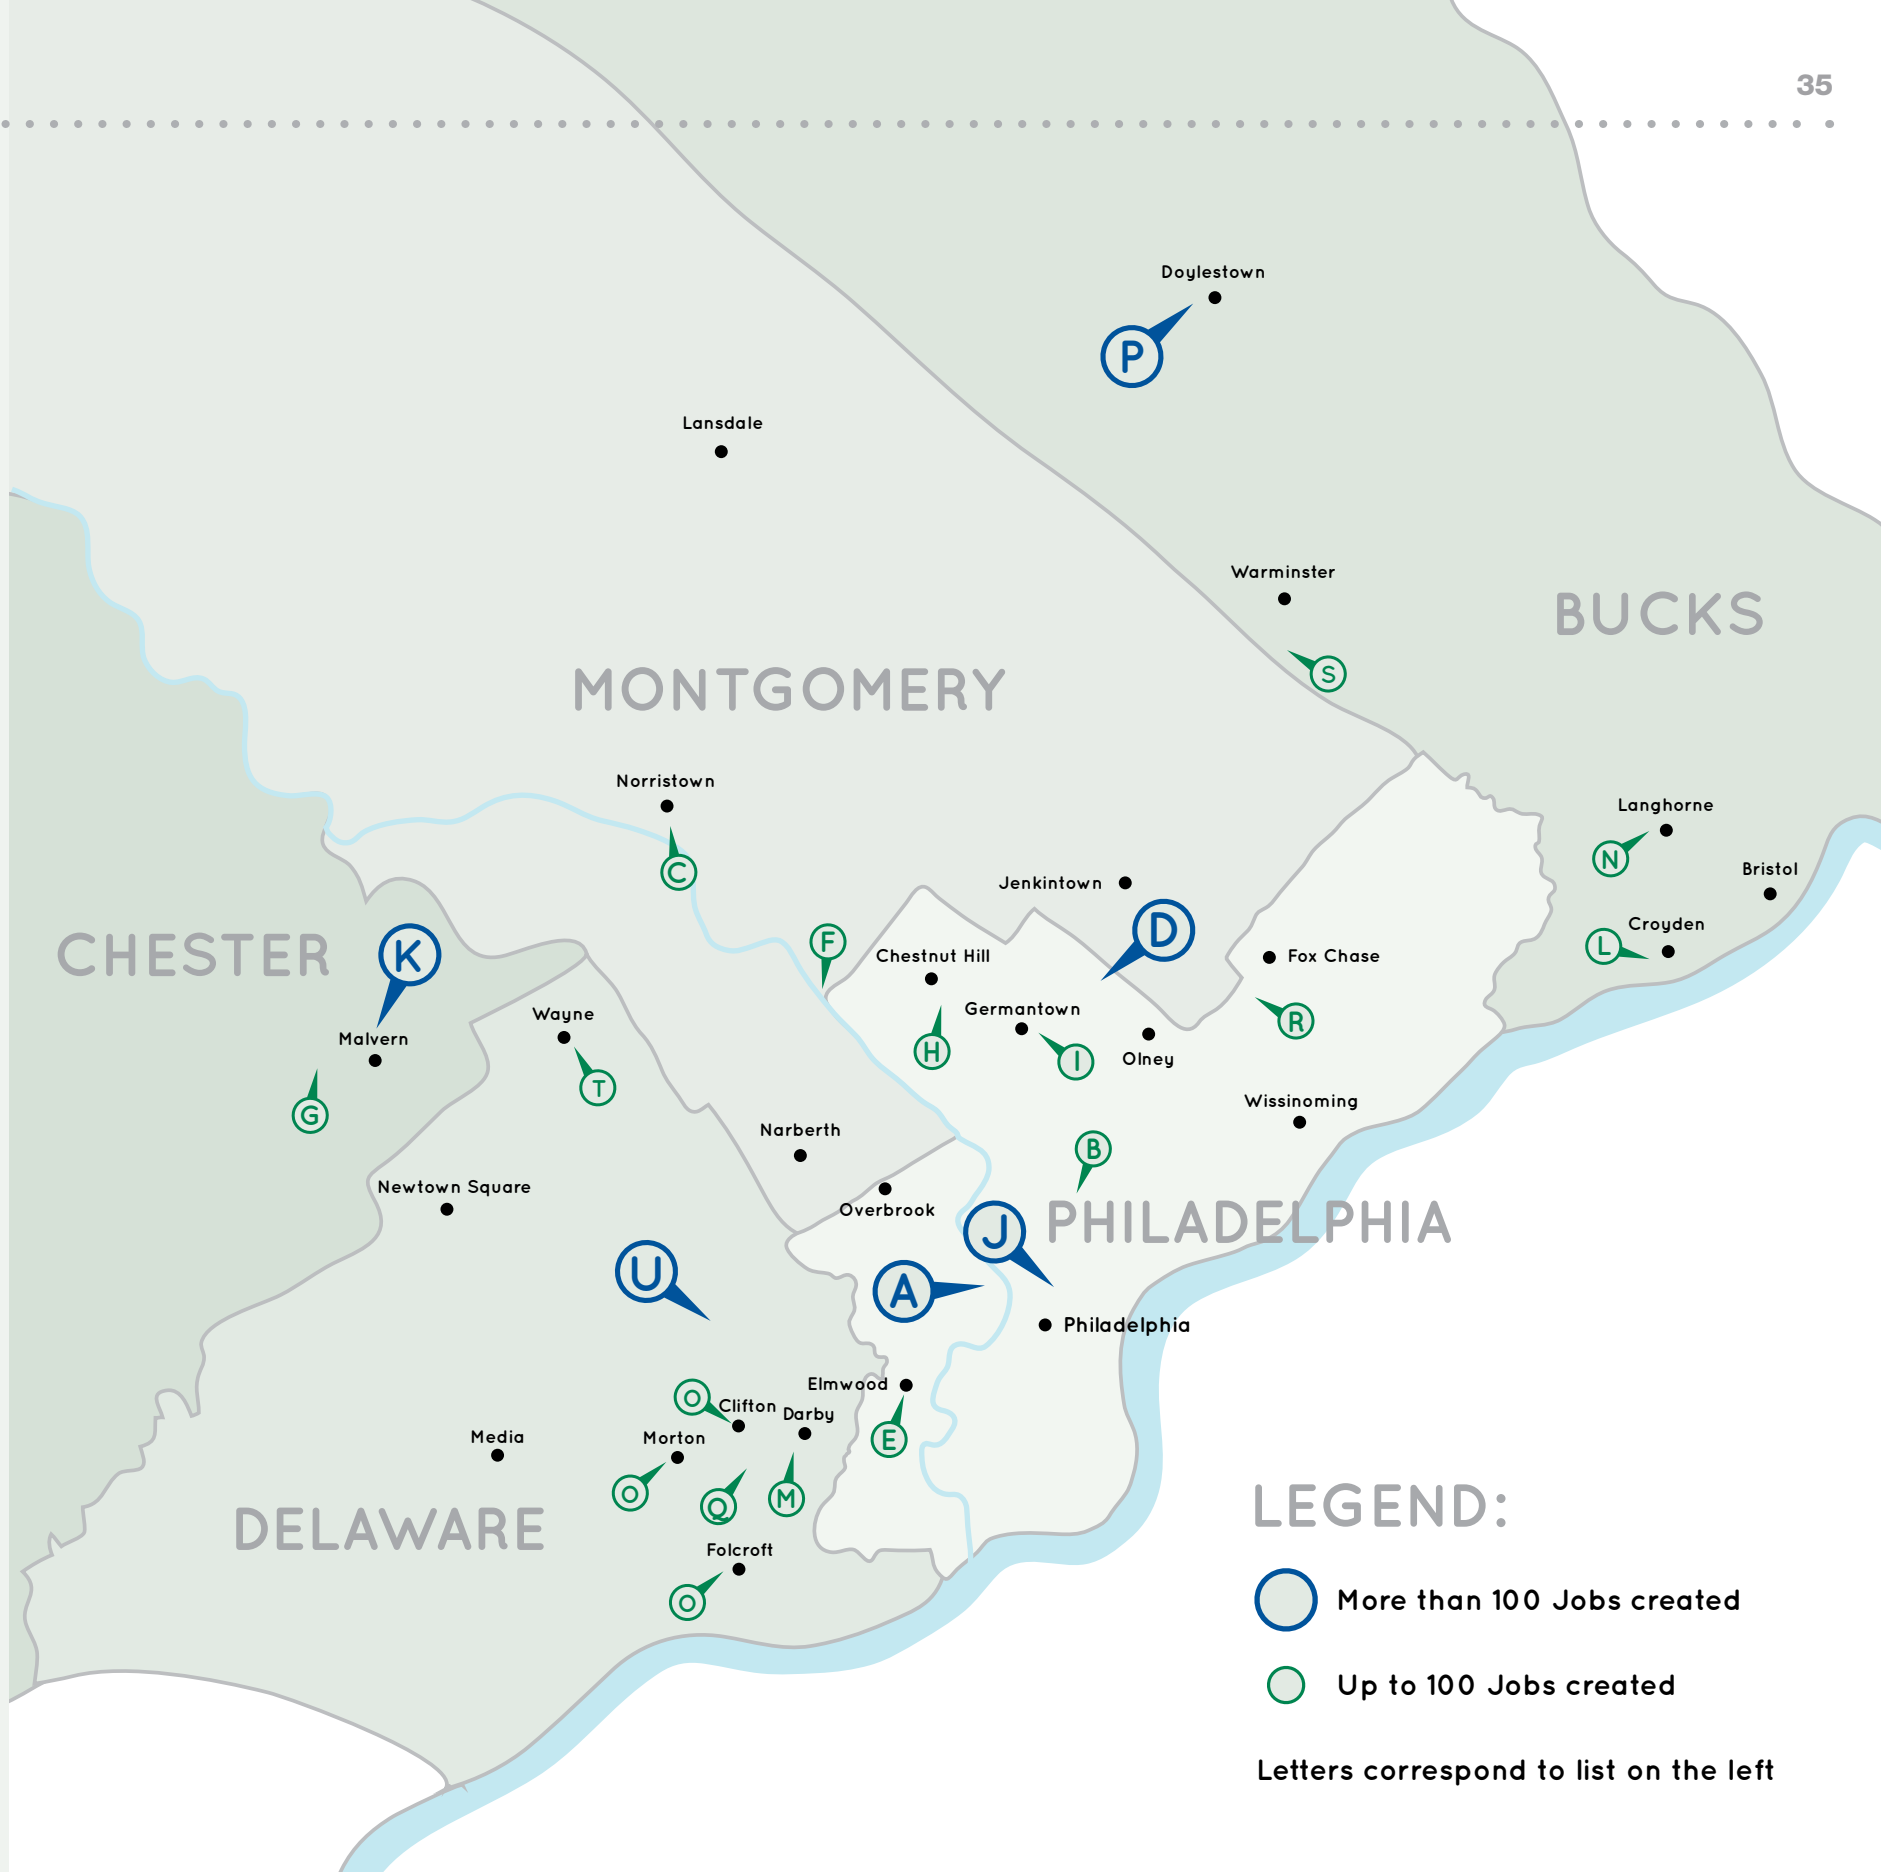 35
Doylestown
P
Lansdale
Warminster
BUCKS
S
MONTGOMERY
Norristown
C
Langhorne
N
Bristol
Jenkintown
D
Croyden
L
CHESTER
K
F
Chestnut Hill
Fox Chase
Germantown
Wayne
R
Malvern
H
I
Olney
T
G
Wissinoming
Narberth
B
Newtown Square
Overbrook
PHILADELPHIA
J
U
A
Philadelphia
Elmwood
O
Clifton
Darby
Media
Morton
E
O
Q
M
DELAWARE
Folcroft
O
LEGEND:
More than 100 Jobs created
Up to 100 Jobs created
Letters correspond to list on the left